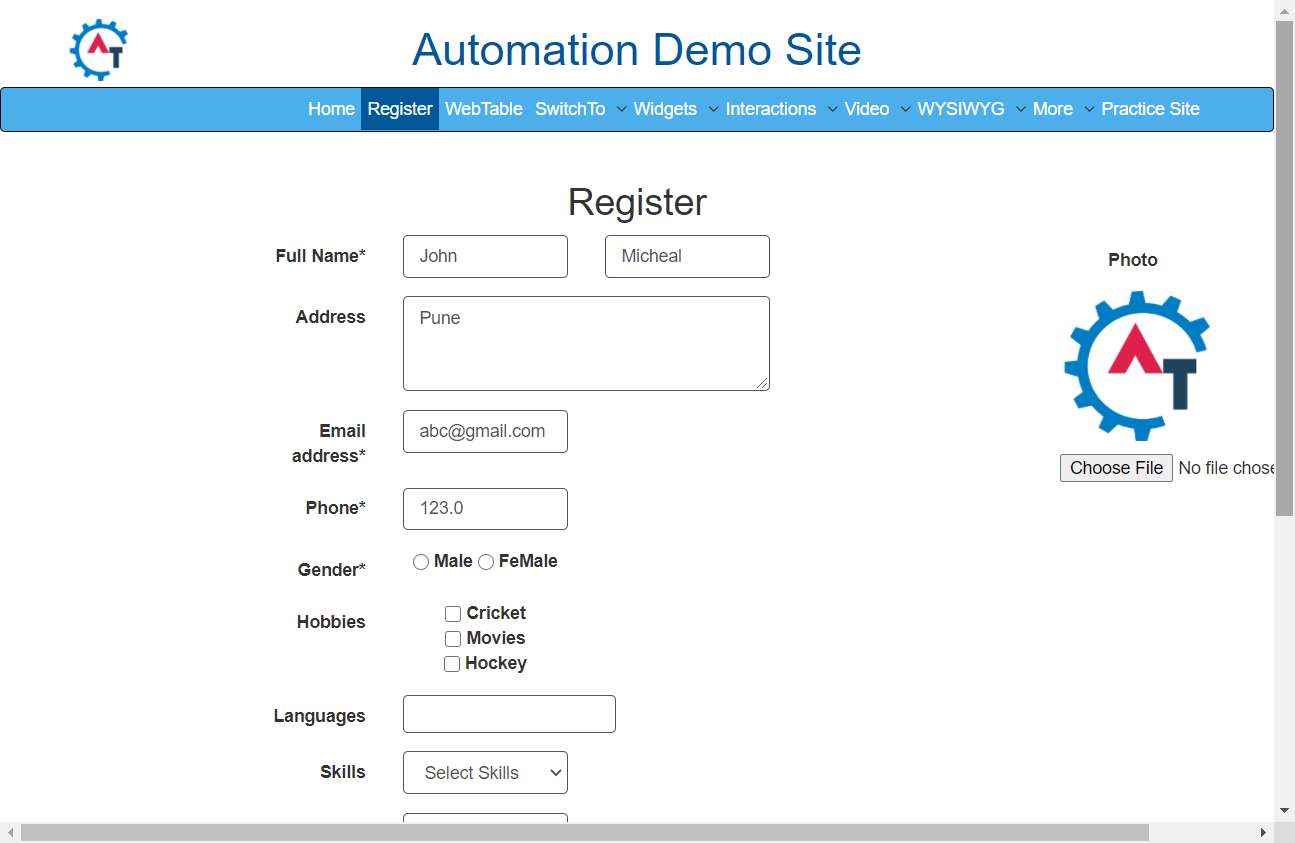 AT
Automation Demo Site
Home Register WebTable SwitchTo Widgets Interactions Video WYSIWYG More Practice Site
Register
Full Name* John Micheal
Photo
Address Pune
AT
Email address* abc@gmail.com
Choose File No file chose
Phone* 123.0
Gender* Male FeMale
Hobbies Cricket
Movies
Hockey
Languages
Skills Select Skills